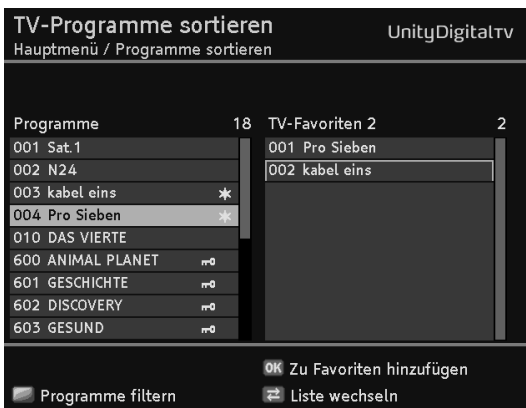 TV-Programme sortieren
UnityDigitalTV
Hauptmenü / Programme sortieren
Programme 18
001 Sat.1
002 N24
003 kabel eins
004 Pro Sieben
010 DAS VIERTE
600 ANIMAL PLANET
601 GESCHICHTE
602 DISCOVERY
603 GESUND
TV-Favoriten 2 2
001 Pro Sieben
002 kabel eins
OK Zu Favoriten hinzufügen
Programme filtern
Liste wechseln